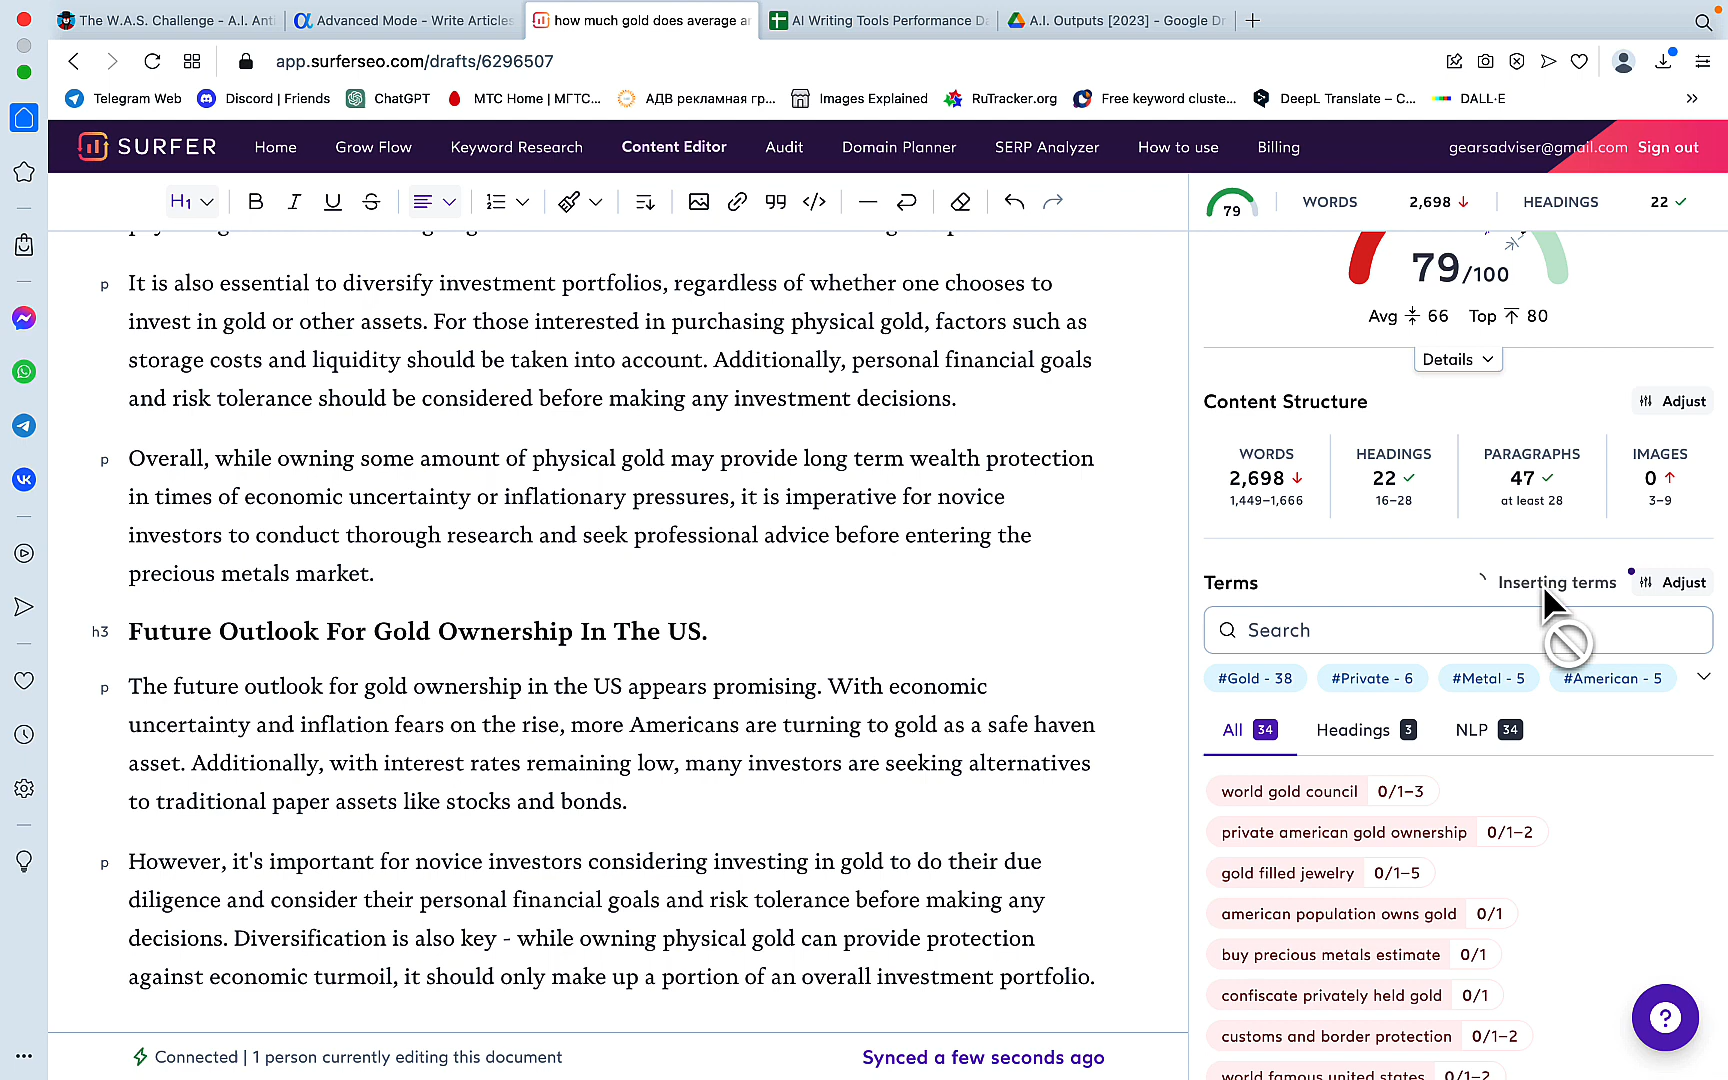 The W.A.S. Challenge - A.I. Anti
Advanced Mode - Write Articles
how much gold does average ar
AI Writing Tools Performance Da
A.I. Outputs [2023] - Google Dr
app.surferseo.com/drafts/6296507
Telegram Web
Discord | Friends
ChatGPT
МТС Home | МГТС...
АДВ рекламная гр...
Images Explained
RuTracker.org
Free keyword cluste...
DeepL Translate – C...
DALL·E
SURFER
Home
Grow Flow
Keyword Research
Content Editor
Audit
Domain Planner
SERP Analyzer
How to use
Billing
gearsadviser@gmail.com
Sign out
H1
B I U S
79
WORDS 2,698
HEADINGS 22
p It is also essential to diversify investment portfolios, regardless of whether one chooses to
invest in gold or other assets. For those interested in purchasing physical gold, factors such as
storage costs and liquidity should be taken into account. Additionally, personal financial goals
and risk tolerance should be considered before making any investment decisions.
p Overall, while owning some amount of physical gold may provide long term wealth protection
in times of economic uncertainty or inflationary pressures, it is imperative for novice
investors to conduct thorough research and seek professional advice before entering the
precious metals market.
h3 Future Outlook For Gold Ownership In The US.
p The future outlook for gold ownership in the US appears promising. With economic
uncertainty and inflation fears on the rise, more Americans are turning to gold as a safe haven
asset. Additionally, with interest rates remaining low, many investors are seeking alternatives
to traditional paper assets like stocks and bonds.
p However, it's important for novice investors considering investing in gold to do their due
diligence and consider their personal financial goals and risk tolerance before making any
decisions. Diversification is also key - while owning physical gold can provide protection
against economic turmoil, it should only make up a portion of an overall investment portfolio.
Connected | 1 person currently editing this document
Synced a few seconds ago
79/100
Avg 66 Top 80
Details
Content Structure
Adjust
WORDS HEADINGS PARAGRAPHS IMAGES
2,698 22 47 0
1,449–1,666 16–28 at least 28 3–9
Terms
Inserting terms
Adjust
Search
#Gold - 38
#Private - 6
#Metal - 5
#American - 5
All 34
Headings 3
NLP 34
world gold council 0/1–3
private american gold ownership 0/1–2
gold filled jewelry 0/1–5
american population owns gold 0/1
buy precious metals estimate 0/1
confiscate privately held gold 0/1
customs and border protection 0/1–2
world famous united states 0/1–2